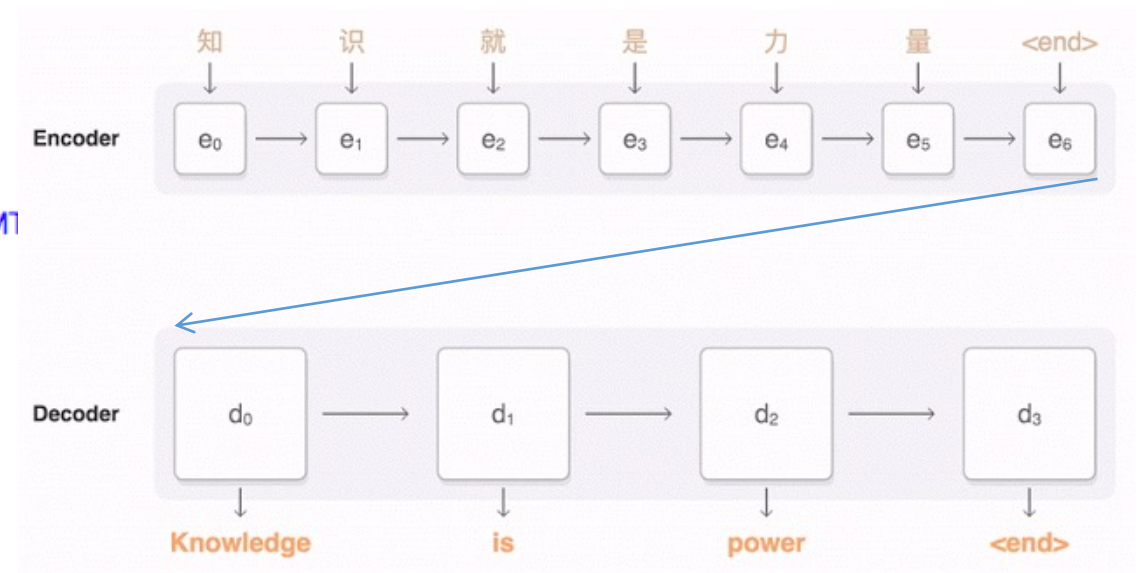 知 识 就 是 力 量 <end>
Encoder e₀ e₁ e₂ e₃ e₄ e₅ e₆
Decoder d₀ d₁ d₂ d₃
Knowledge is power <end>